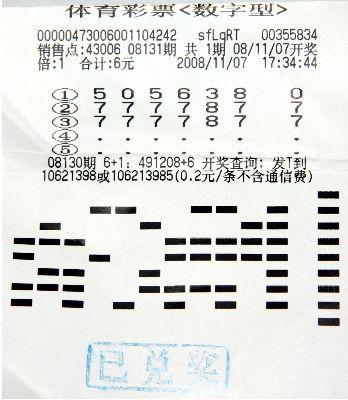 体育彩票<数字型>
00000473006001104242 sfLqRT 00355834
销售点:43006 08131期 共 1期 08/11/07开奖
倍:1 合计:6元 2008/11/07 17:34:44
① 5 0 5 6 3 8 0
② 7 7 7 7 8 7 7
③ 7 7 7 7 8 7 7
④ - - - - - - -
⑤ - - - - - - -
08130期 6+1: 491208+6 开奖查询: 发T到
10621398或106213985(0.2元/条不含通信费)
已兑奖